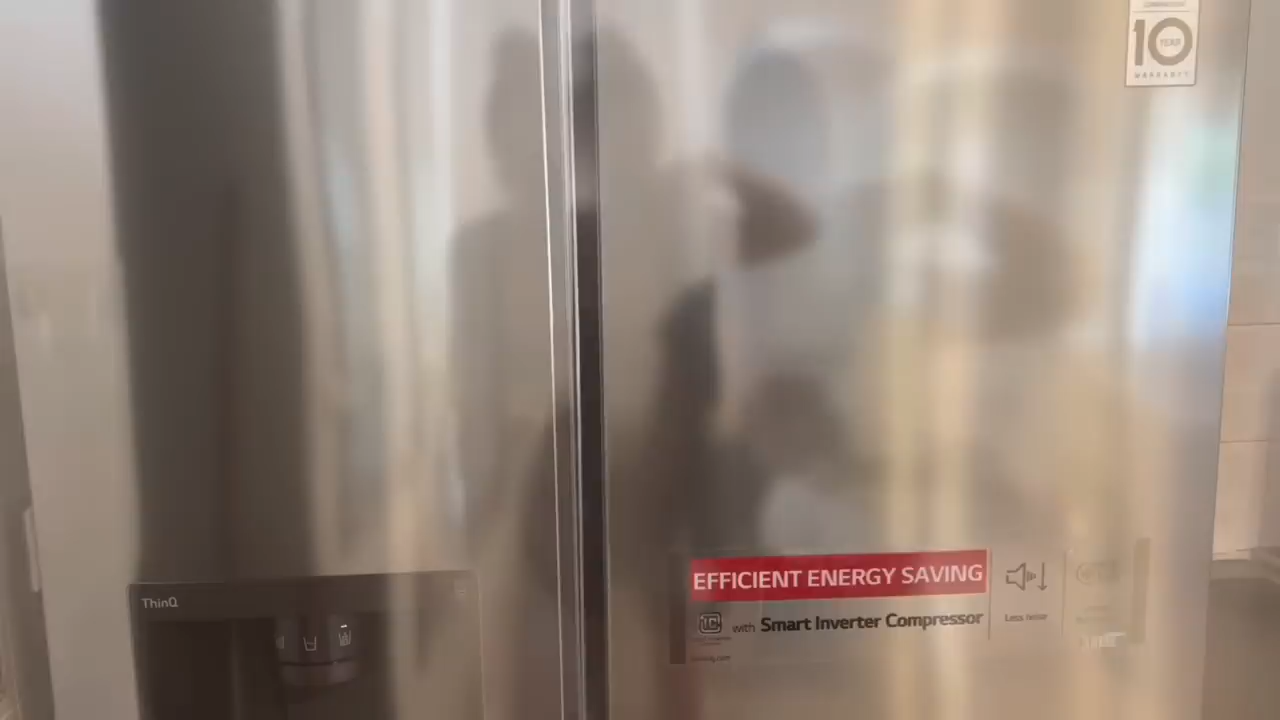 10
YEAR
WARRANTY
EFFICIENT ENERGY SAVING
with Smart Inverter Compressor
Less noise
ThinQ